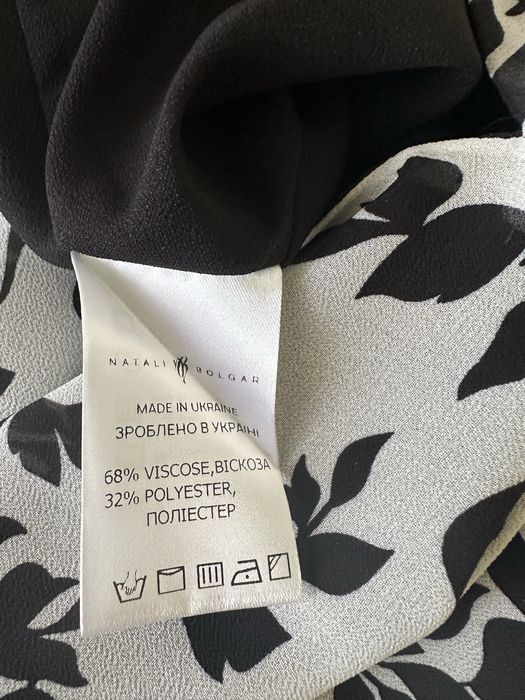 NATALI BOLGAR
MADE IN UKRAINE
ЗРОБЛЕНО В УКРАЇНІ
68% VISCOSE,ВІСКОЗА
32% POLYESTER,
ПОЛІЕСТЕР